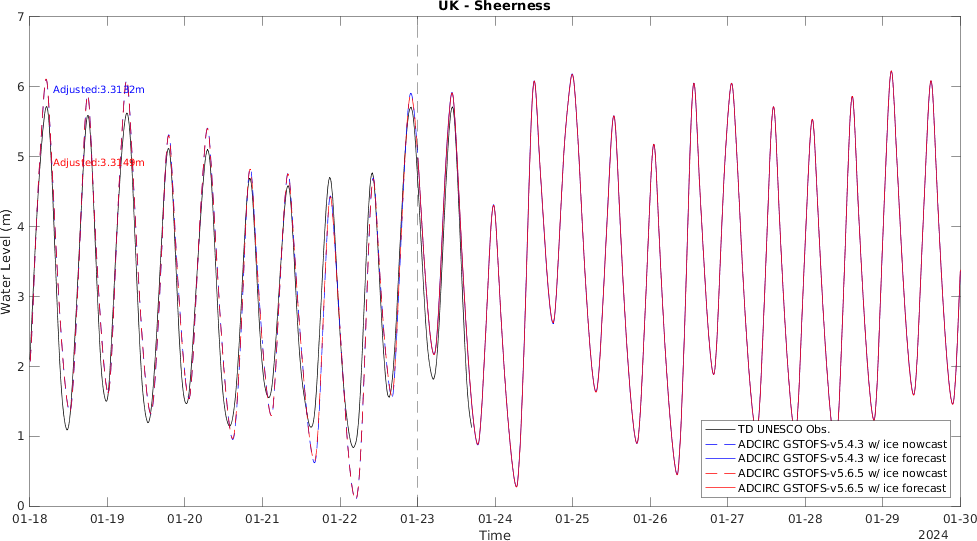 UK - Sheerness
7
6
5
4
3
2
1
0
Water Level (m)
Adjusted:3.3122m
Adjusted:3.3149m
TD UNESCO Obs.
ADCIRC GSTOFS-v5.4.3 w/ ice nowcast
ADCIRC GSTOFS-v5.4.3 w/ ice forecast
ADCIRC GSTOFS-v5.6.5 w/ ice nowcast
ADCIRC GSTOFS-v5.6.5 w/ ice forecast
01-18 01-19 01-20 01-21 01-22 01-23 01-24 01-25 01-26 01-27 01-28 01-29 01-30
Time
2024